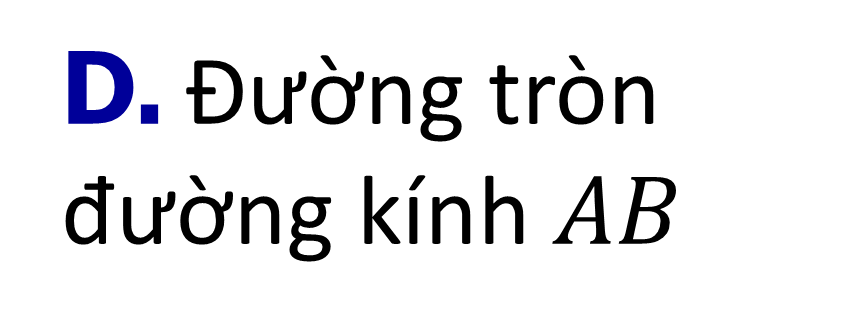 D. Đường tròn
đường kính AB